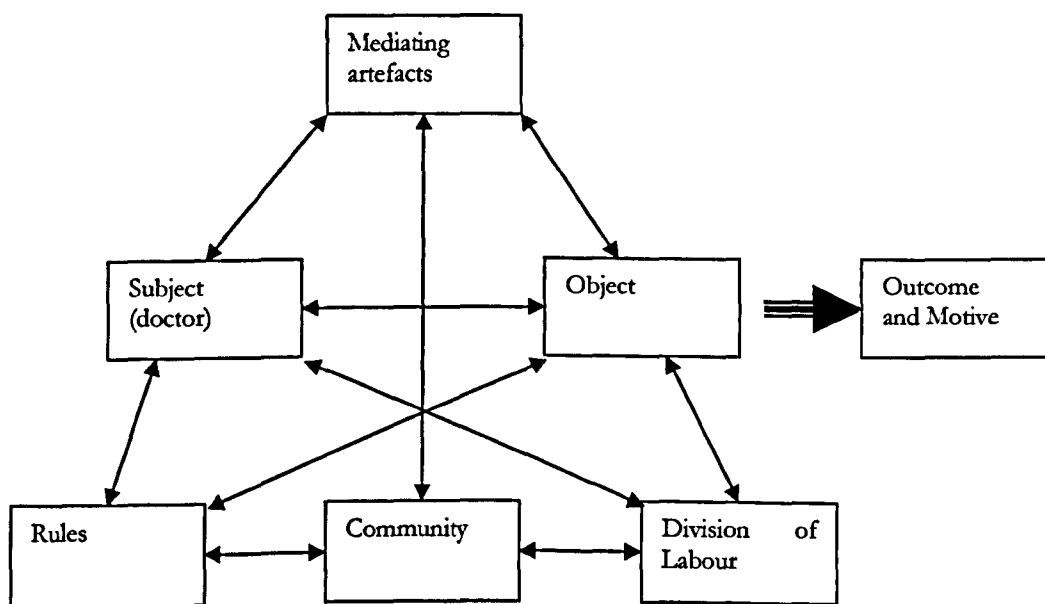 Mediating
artefacts
Subject
(doctor)
Object
Outcome
and Motive
Rules
Community
Division of
Labour